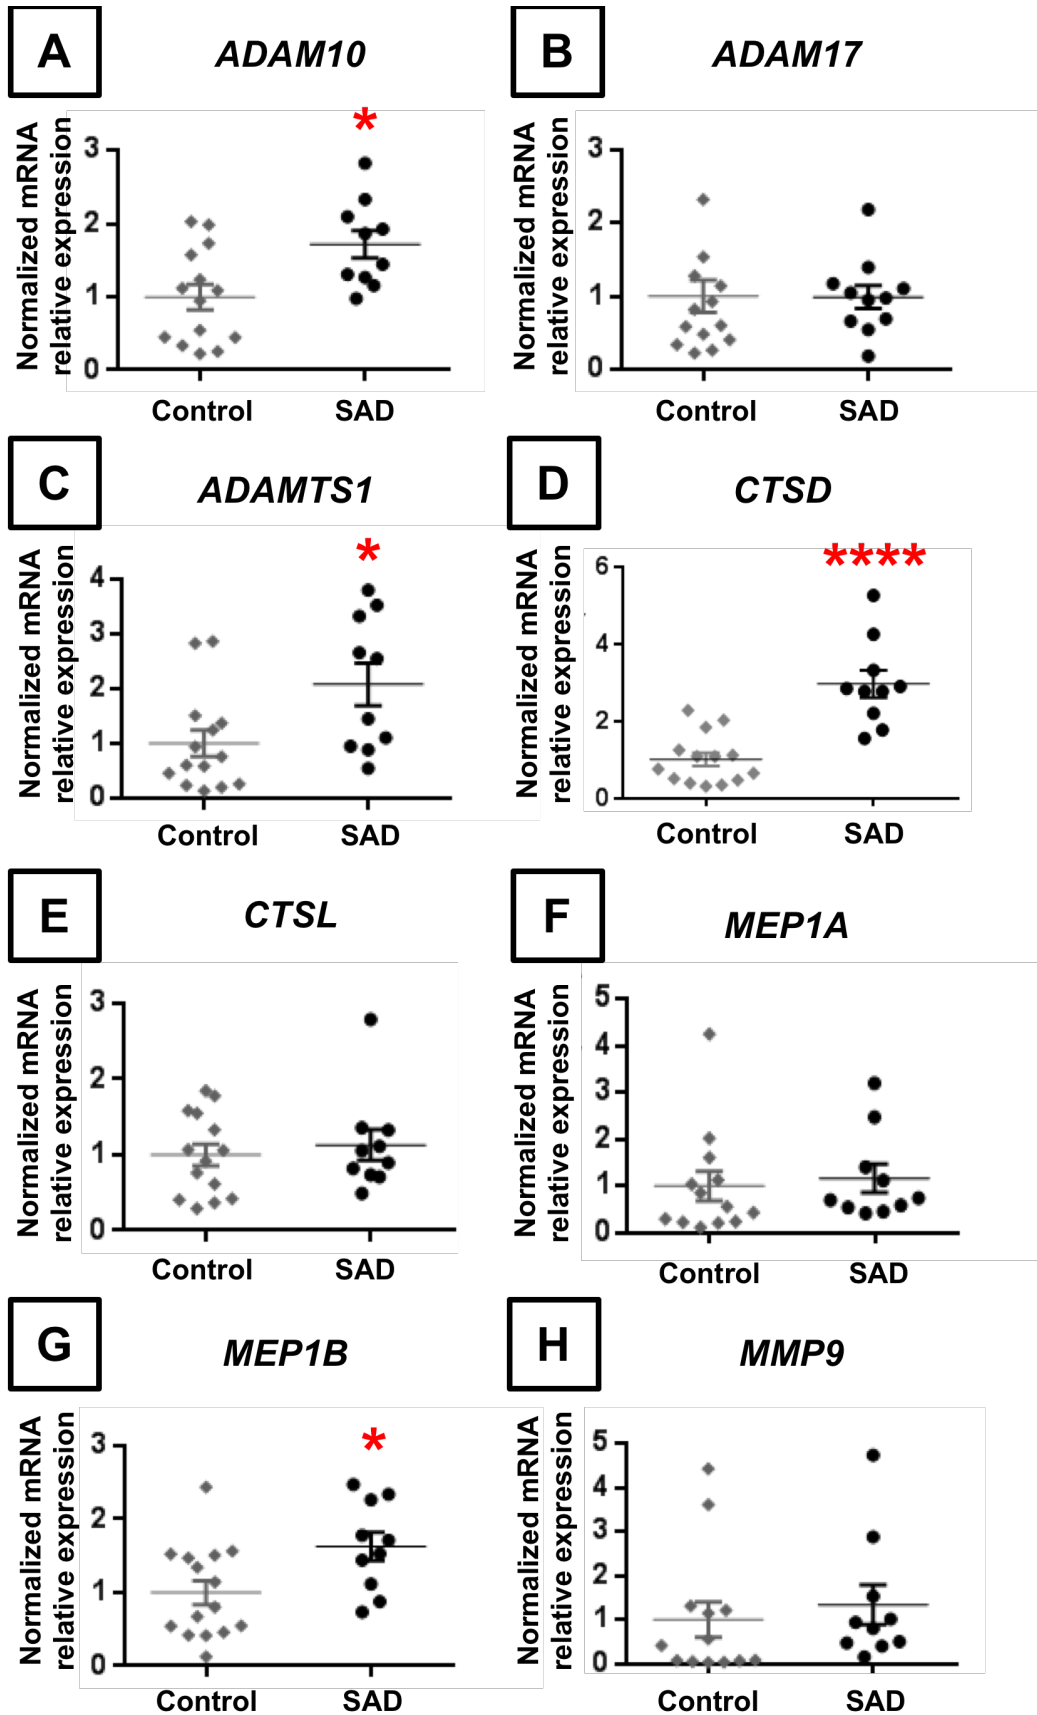 A
ADAM10
Normalized mRNA
relative expression
3
*
2
1
0
Control SAD
B
ADAM17
Normalized mRNA
relative expression
3
2
1
0
Control SAD
C
ADAMTS1
Normalized mRNA
relative expression
4
*
3
2
1
0
Control SAD
D
CTSD
Normalized mRNA
relative expression
6
****
4
2
0
Control SAD
E
CTSL
Normalized mRNA
relative expression
3
2
1
0
Control SAD
F
MEP1A
Normalized mRNA
relative expression
5
4
3
2
1
0
Control SAD
G
MEP1B
Normalized mRNA
relative expression
3
*
2
1
0
Control SAD
H
MMP9
Normalized mRNA
relative expression
5
4
3
2
1
0
Control SAD